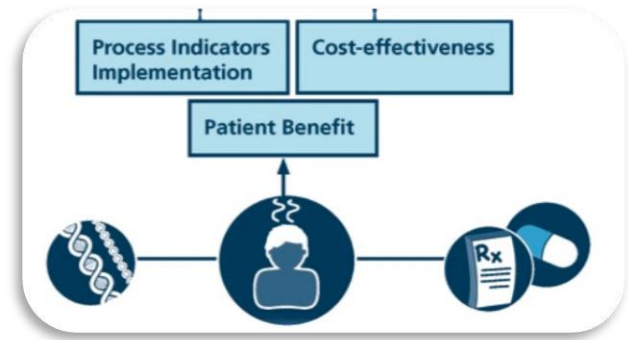 Process Indicators
Implementation
Cost-effectiveness
Patient Benefit
Rx